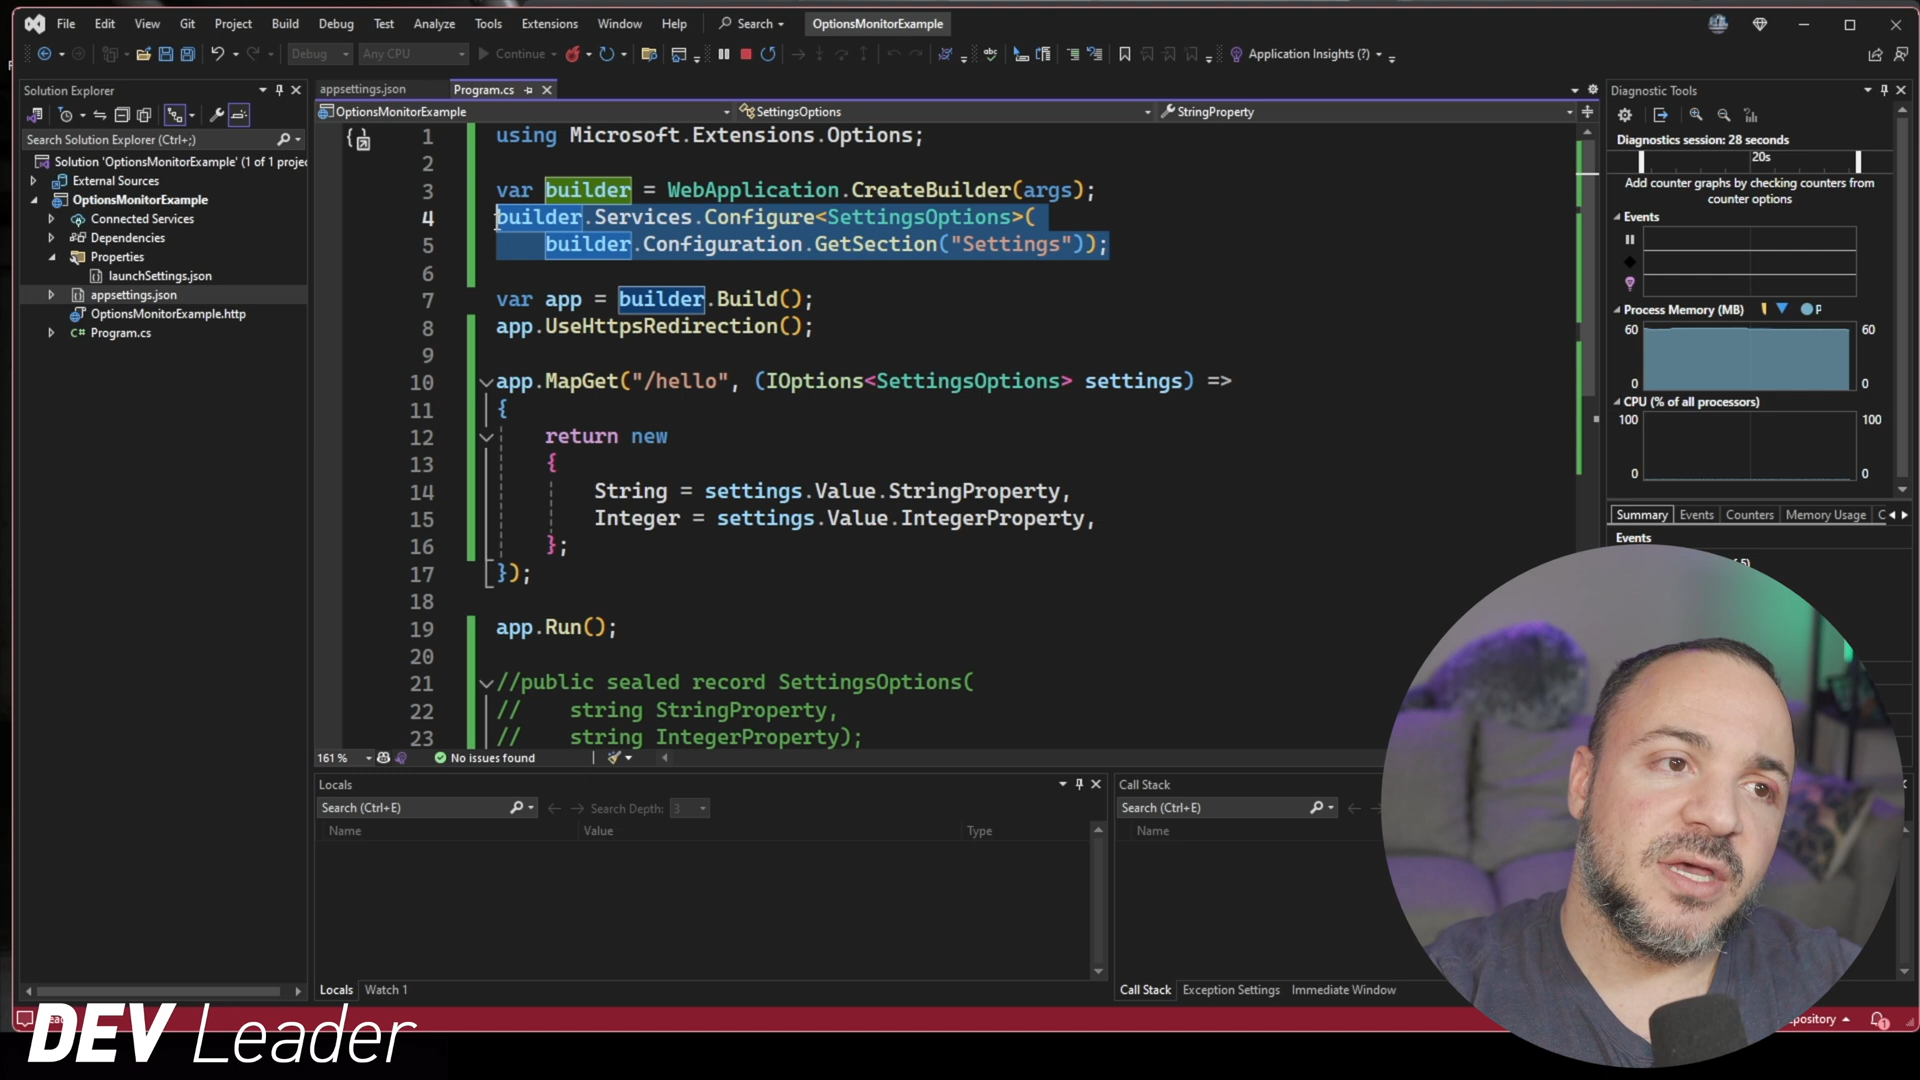 File Edit View Git Project Build Debug Test Analyze Tools Extensions Window Help Search OptionsMonitorExample
Debug Any CPU Continue Application Insights (?)
Solution Explorer
Search Solution Explorer (Ctrl+;)
Solution 'OptionsMonitorExample' (1 of 1 projec
External Sources
OptionsMonitorExample
Connected Services
Dependencies
Properties
launchSettings.json
appsettings.json
OptionsMonitorExample.http
C# Program.cs
appsettings.json Program.cs
OptionsMonitorExample SettingsOptions StringProperty
1 using Microsoft.Extensions.Options;
2
3 var builder = WebApplication.CreateBuilder(args);
4 builder.Services.Configure<SettingsOptions>(
5 builder.Configuration.GetSection("Settings"));
6
7 var app = builder.Build();
8 app.UseHttpsRedirection();
9
10 app.MapGet("/hello", (IOptions<SettingsOptions> settings) =>
11 {
12 return new
13 {
14 String = settings.Value.StringProperty,
15 Integer = settings.Value.IntegerProperty,
16 };
17 });
18
19 app.Run();
20
21 //public sealed record SettingsOptions(
22 // string StringProperty,
23 // string IntegerProperty);
161 % No issues found
Locals
Search (Ctrl+E) Search Depth: 3
Name Value Type
Locals Watch 1
Call Stack
Search (Ctrl+E)
Name
Call Stack Exception Settings Immediate Window
Diagnostic Tools
Diagnostics session: 28 seconds
20s
Add counter graphs by checking counters from
counter options
Events
Process Memory (MB) P
60 60
0 0
CPU (% of all processors)
100 100
0 0
Summary Events Counters Memory Usage C
Events
pository
1
DEV Leader